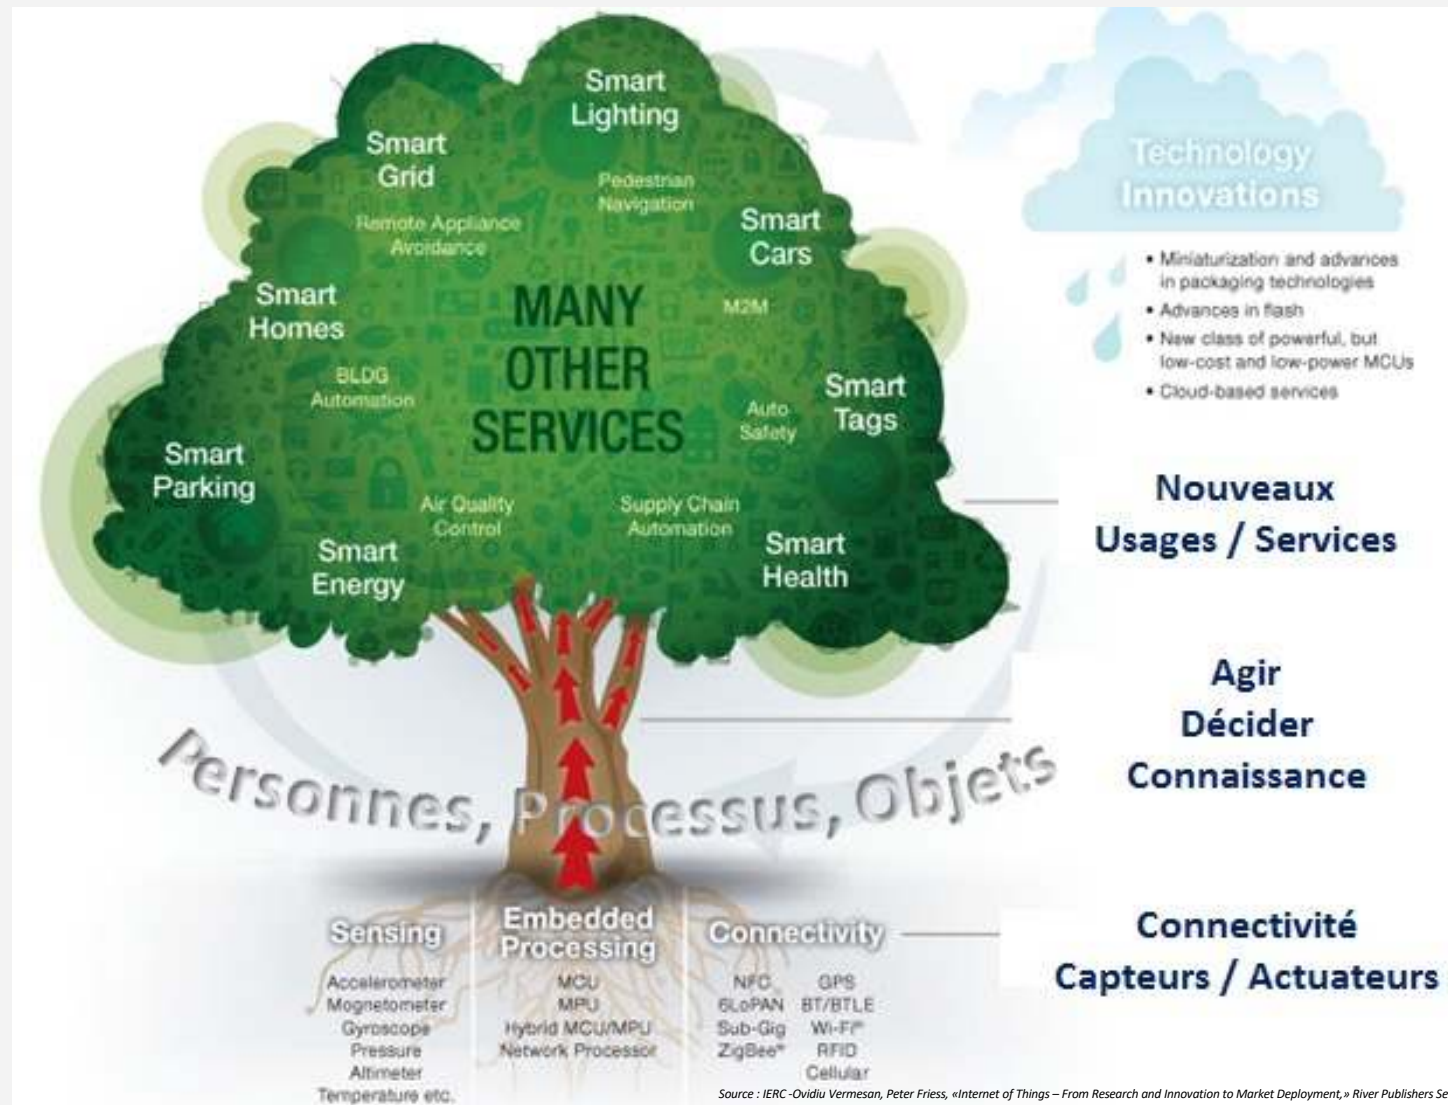 Smart
Lighting
Smart
Grid
Pedestrian
Navigation
Remote Appliance
Avoidance
Smart
Cars
Smart
Homes
MANY
OTHER
SERVICES
M2M
BLDG
Automation
Smart
Tags
Auto
Safety
Smart
Parking
Air Quality
Control
Supply Chain
Automation
Smart
Energy
Smart
Health
Technology
Innovations
• Miniaturization and advances
in packaging technologies
• Advances in flash
• New class of powerful, but
low-cost and low-power MCUs
• Cloud-based services
Nouveaux
Usages / Services
Agir
Décider
Connaissance
Personnes, Processus, Objets
Connectivité
Capteurs / Actuateurs
Sensing
Accelerometer
Mognetometer
Gyroscope
Pressure
Altimeter
Temperature etc.
Embedded
Processing
MCU
MPU
Hybrid MCU/MPU
Network Processor
Connectivity
NFC GPS
6LoPAN BT/BTLE
Sub-Gig Wi-Fi®
ZigBee® RFID
Cellular
Source : IERC -Ovidiu Vermesan, Peter Friess, «Internet of Things – From Research and Innovation to Market Deployment,» River Publishers Se